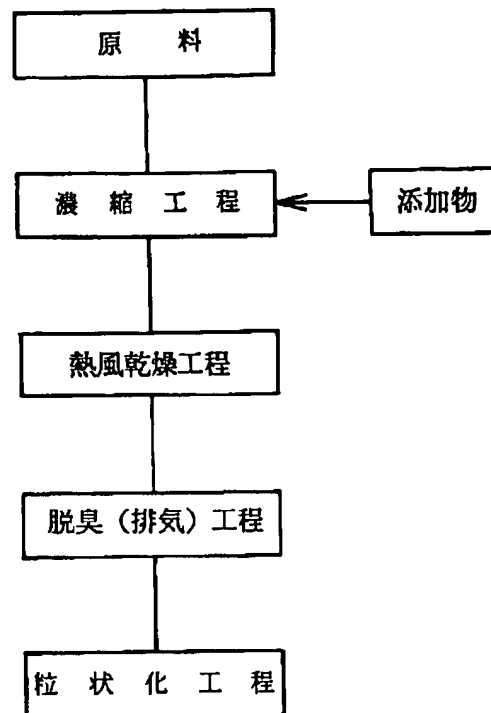 原料
濃縮工程
添加物
熱風乾燥工程
脱臭（排気）工程
粒状化工程